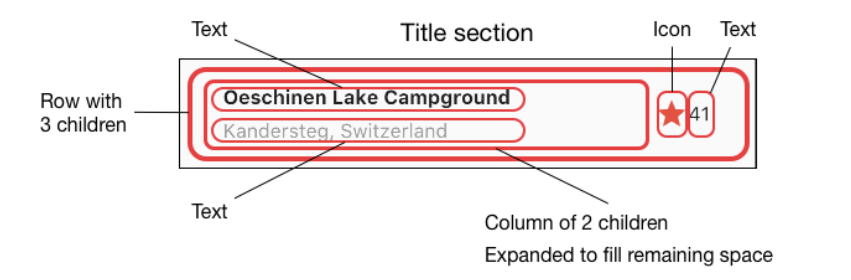 Text
Title section
Icon
Text
Oeschinen Lake Campground
Row with
3 children
41
Kandersteg, Switzerland
Text
Column of 2 children
Expanded to fill remaining space